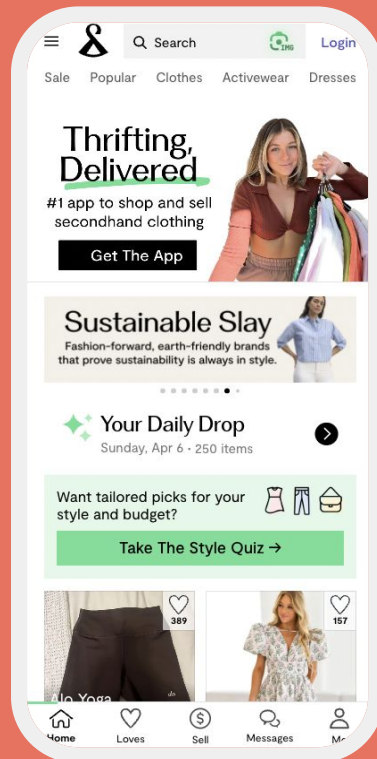 Search
IMG
Login
Sale Popular Clothes Activewear Dresses
Thrifting,
Delivered
#1 app to shop and sell
secondhand clothing
Get The App
Sustainable Slay
Fashion-forward, earth-friendly brands
that prove sustainability is always in style.
Your Daily Drop
Sunday, Apr 6 · 250 items
Want tailored picks for your
style and budget?
Take The Style Quiz →
389
157
Alo Yoga
Home Loves Sell Messages Me